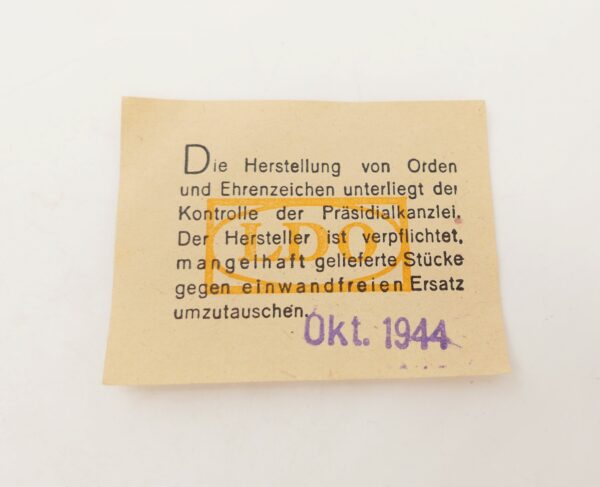 Die Herstellung von Orden
und Ehrenzeichen unterliegt der
Kontrolle der Präsidialkanzlei.
Der Hersteller ist verpflichtet,
mangelhaft gelieferte Stücke
gegen einwandfreien Ersatz
umzutauschen.
LDO
Okt. 1944